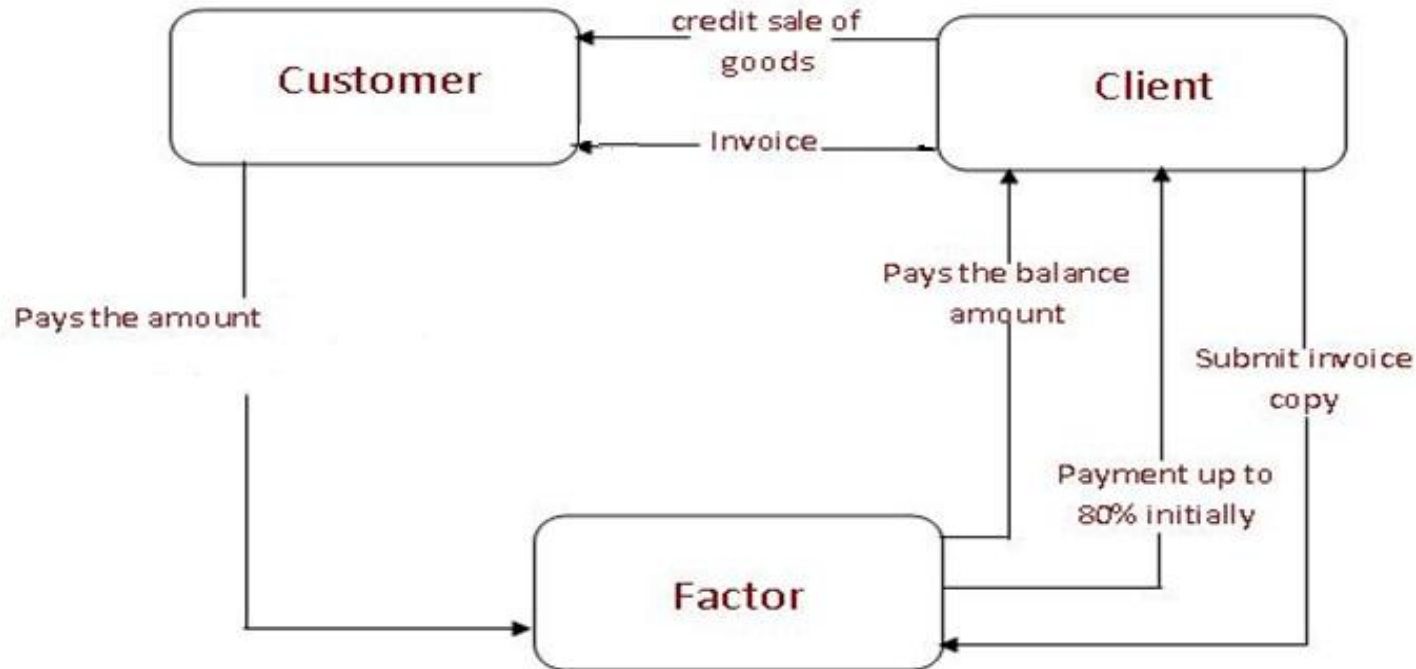 credit sale of
goods
Customer
Client
Invoice
Pays the balance
amount
Pays the amount
Submit invoice
copy
Payment up to
80% initially
Factor